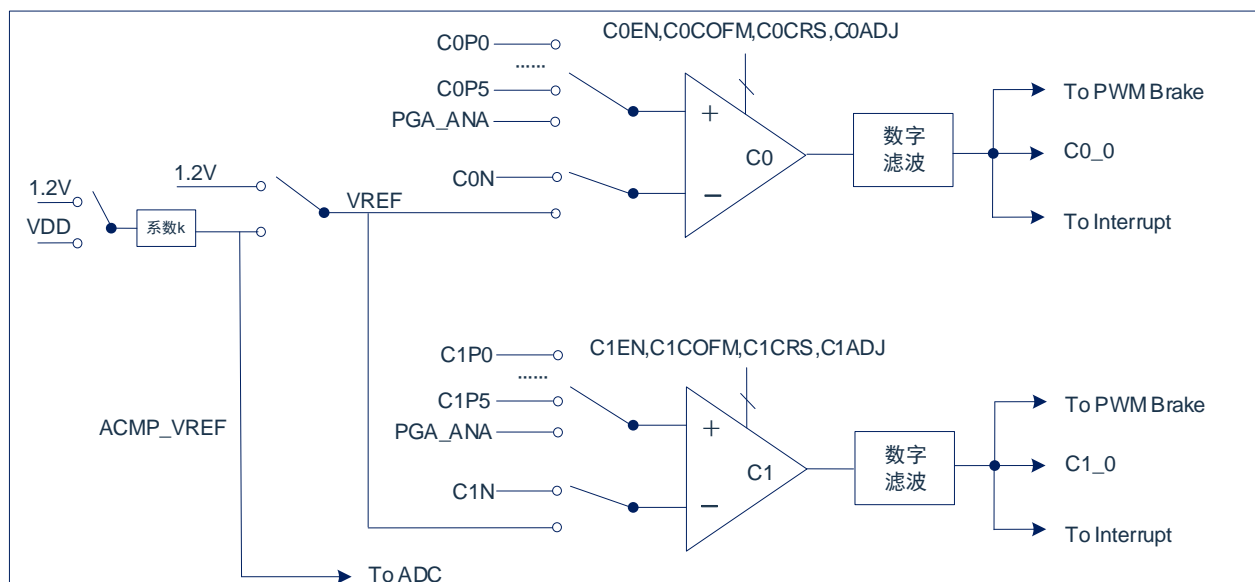 C0P0
......
C0P5
PGA_ANA
C0N
C0EN,C0COFM,C0CRS,C0ADJ
+
−
C0
数字
滤波
To PWM Brake
C0_0
To Interrupt
1.2V
VDD
系数k
1.2V
VREF
ACMP_VREF
To ADC
C1P0
......
C1P5
PGA_ANA
C1N
C1EN,C1COFM,C1CRS,C1ADJ
+
−
C1
数字
滤波
To PWM Brake
C1_0
To Interrupt